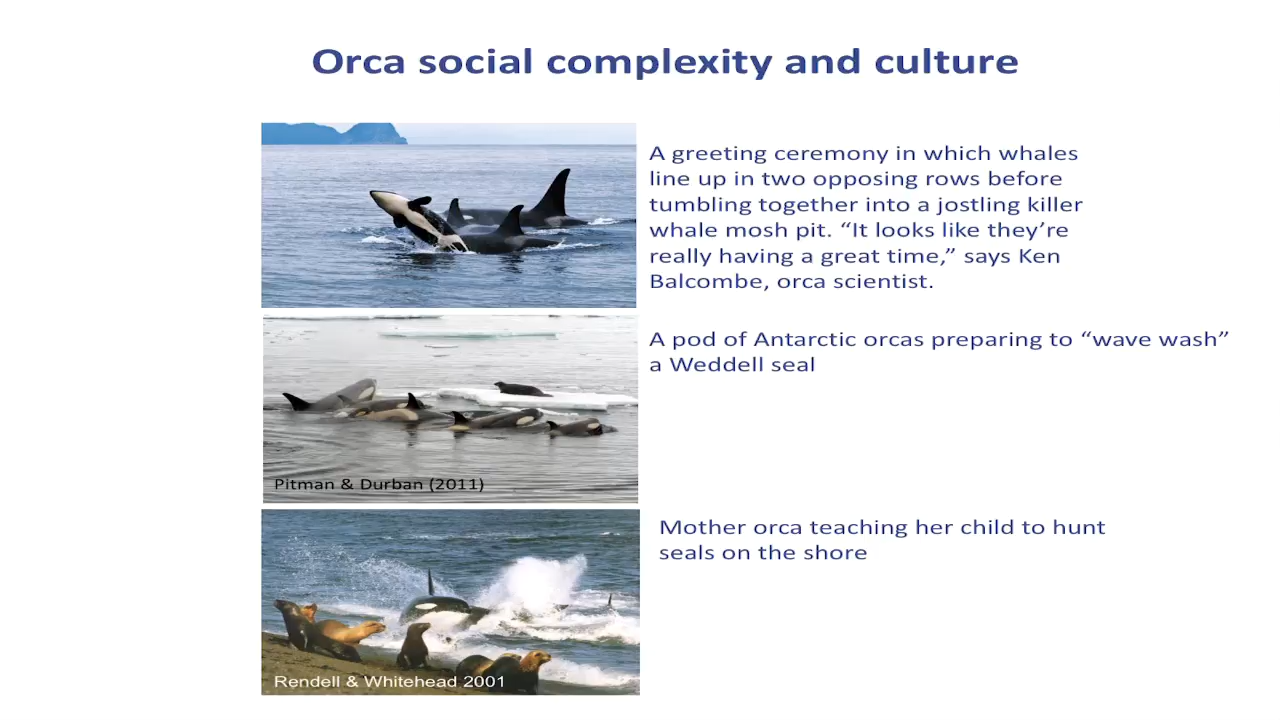 Orca social complexity and culture
A greeting ceremony in which whales
line up in two opposing rows before
tumbling together into a jostling killer
whale mosh pit. “It looks like they’re
really having a great time,” says Ken
Balcombe, orca scientist.
A pod of Antarctic orcas preparing to “wave wash”
a Weddell seal
Pitman & Durban (2011)
Mother orca teaching her child to hunt
seals on the shore
Rendell & Whitehead 2001